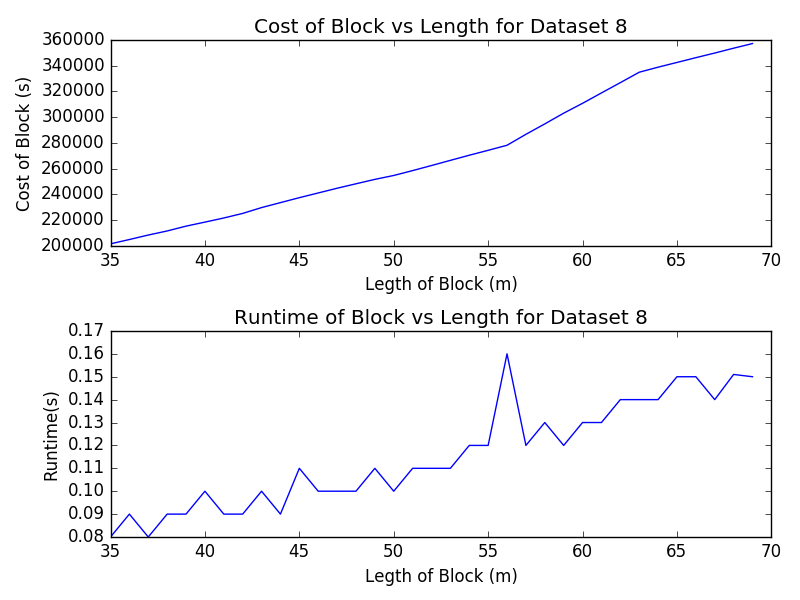 Cost of Block vs Length for Dataset 8
360000
340000
320000
300000
280000
260000
240000
220000
200000
Cost of Block (s)
35 40 45 50 55 60 65 70
Legth of Block (m)
Runtime of Block vs Length for Dataset 8
0.17
0.16
0.15
0.14
0.13
0.12
0.11
0.10
0.09
0.08
Runtime(s)
35 40 45 50 55 60 65 70
Legth of Block (m)